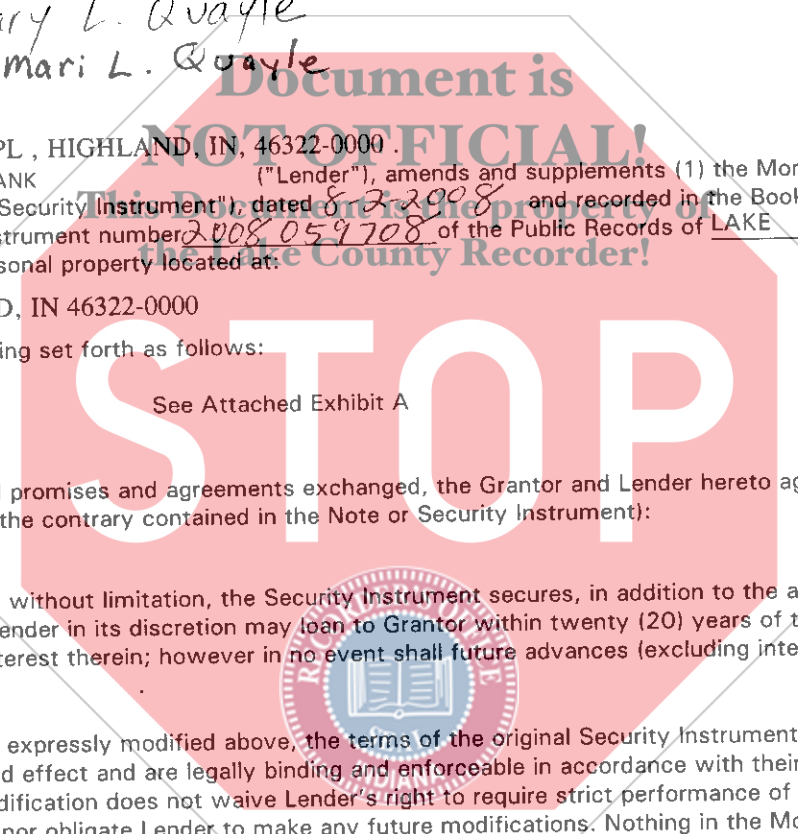 ry L. Quayle
mari L. Quayle
Document is
NOT OFFICIAL!
PL , HIGHLAND, IN, 46322-0000 .
ANK ("Lender"), amends and supplements (1) the Mor
Security Instrument"), dated 8-2-2008 and recorded in the Book
This Document is the property of
strument number 2008 059708 of the Public Records of LAKE
the Lake County Recorder!
sonal property located at:
D, IN 46322-0000
ing set forth as follows:
STOP
See Attached Exhibit A
l promises and agreements exchanged, the Grantor and Lender hereto ag
the contrary contained in the Note or Security Instrument):
without limitation, the Security Instrument secures, in addition to the a
ender in its discretion may loan to Grantor within twenty (20) years of t
terest therein; however in no event shall future advances (excluding inte
RECORDER'S OFFICE
INDIANA
expressly modified above, the terms of the original Security Instrument
d effect and are legally binding and enforceable in accordance with their
dification does not waive Lender's right to require strict performance of
nor obligate Lender to make any future modifications. Nothing in the Mo